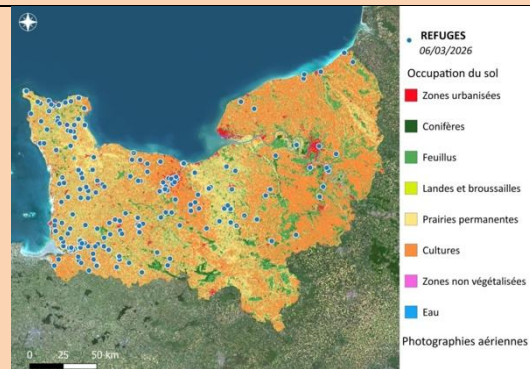 REFUGES
06/03/2026
Occupation du sol
Zones urbanisées
Conifères
Feuillus
Landes et broussailles
Prairies permanentes
Cultures
Zones non végétalisées
Eau
Photographies aériennes
0 25 50 km